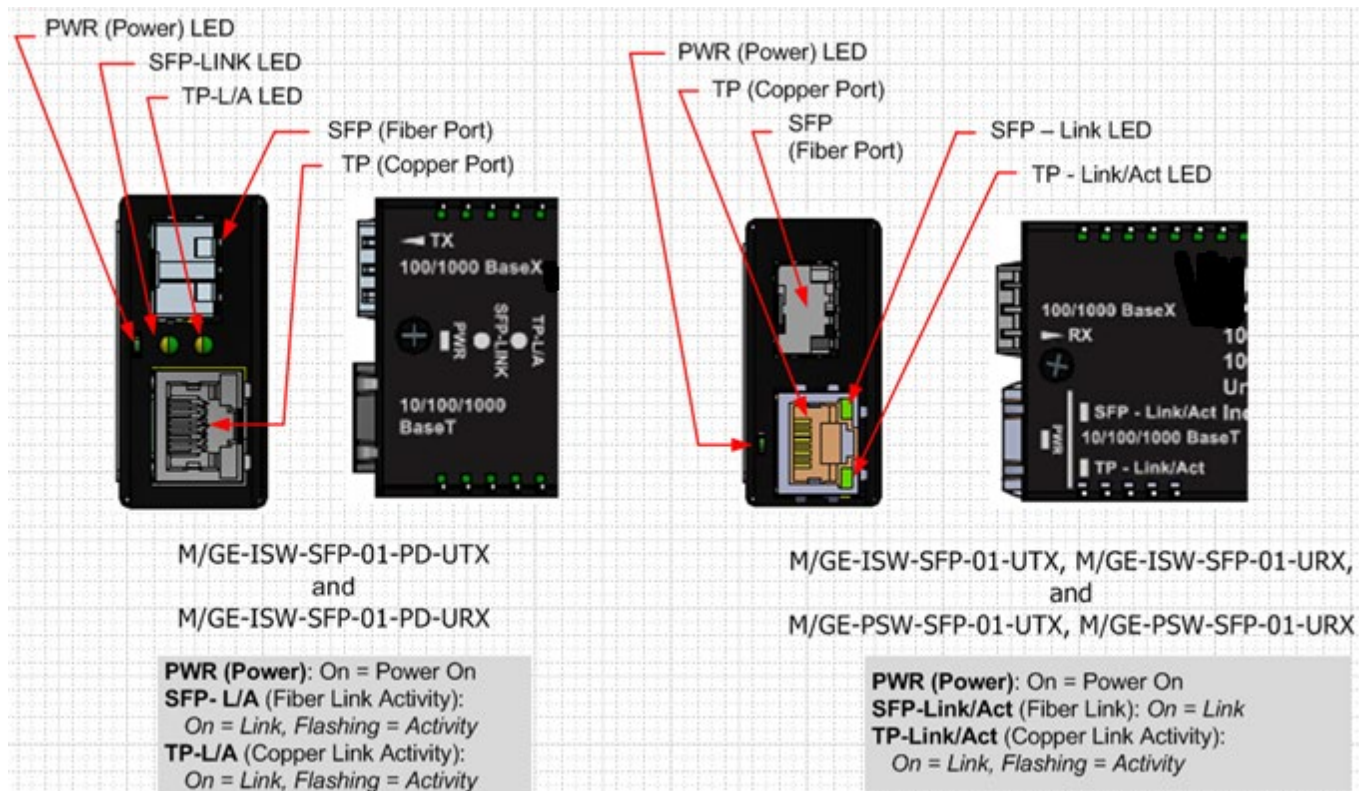 PWR (Power) LED
SFP-LINK LED
TP-L/A LED
SFP (Fiber Port)
TP (Copper Port)
TX
100/1000 BaseX
TP-L/A
SFP-LINK
PWR
10/100/1000
BaseT
M/GE-ISW-SFP-01-PD-UTX
and
M/GE-ISW-SFP-01-PD-URX
PWR (Power): On = Power On
SFP- L/A (Fiber Link Activity):
On = Link, Flashing = Activity
TP-L/A (Copper Link Activity):
On = Link, Flashing = Activity
PWR (Power) LED
TP (Copper Port)
SFP
(Fiber Port)
SFP – Link LED
TP - Link/Act LED
100/1000 BaseX
RX
10
10
Un
SFP - Link/Act Ind
10/100/1000 BaseT
PWR
TP - Link/Act
M/GE-ISW-SFP-01-UTX, M/GE-ISW-SFP-01-URX,
and
M/GE-PSW-SFP-01-UTX, M/GE-PSW-SFP-01-URX
PWR (Power): On = Power On
SFP-Link/Act (Fiber Link): On = Link
TP-Link/Act (Copper Link Activity):
On = Link, Flashing = Activity